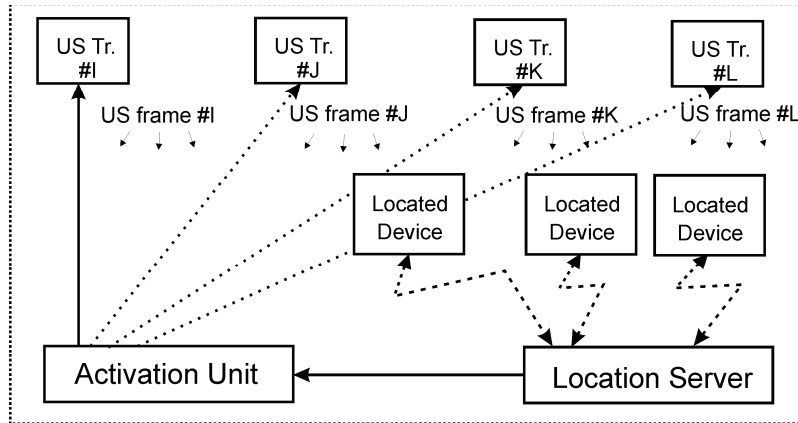 US Tr.
#I
US Tr.
#J
US Tr.
#K
US Tr.
#L
US frame #I
US frame #J
US frame #K
US frame #L
Located
Device
Located
Device
Located
Device
Activation Unit
Location Server